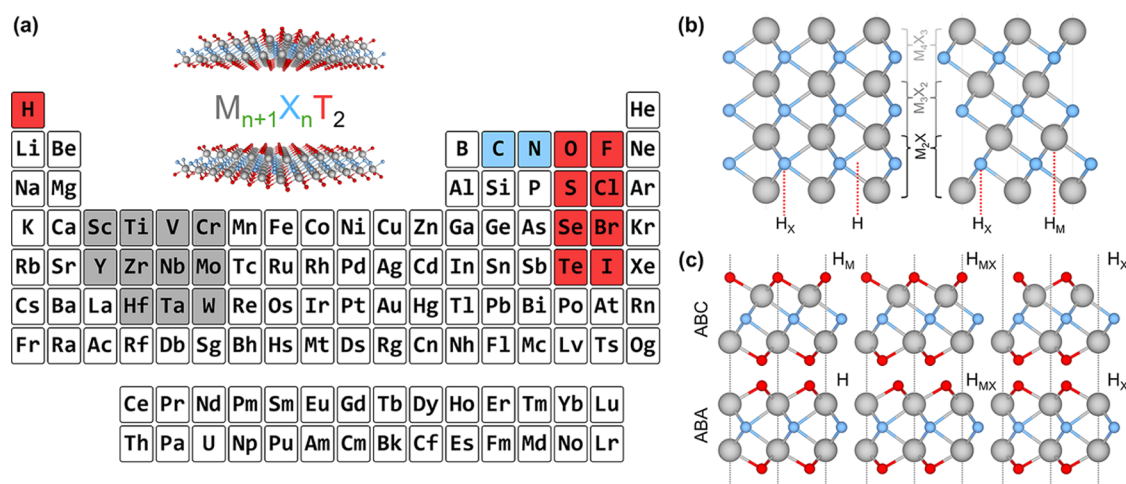 (a)
Mn+1XnT2
H He
Li Be B C N O F Ne
Na Mg Al Si P S Cl Ar
K Ca Sc Ti V Cr Mn Fe Co Ni Cu Zn Ga Ge As Se Br Kr
Rb Sr Y Zr Nb Mo Tc Ru Rh Pd Ag Cd In Sn Sb Te I Xe
Cs Ba La Hf Ta W Re Os Ir Pt Au Hg Tl Pb Bi Po At Rn
Fr Ra Ac Rf Db Sg Bh Hs Mt Ds Rg Cn Nh Fl Mc Lv Ts Og
Ce Pr Nd Pm Sm Eu Gd Tb Dy Ho Er Tm Yb Lu
Th Pa U Np Pu Am Cm Bk Cf Es Fm Md No Lr
(b)
M4X3
M3X2
M2X
HX H HX HM
(c)
ABC
HM HMX HX
ABA
H HMX HX